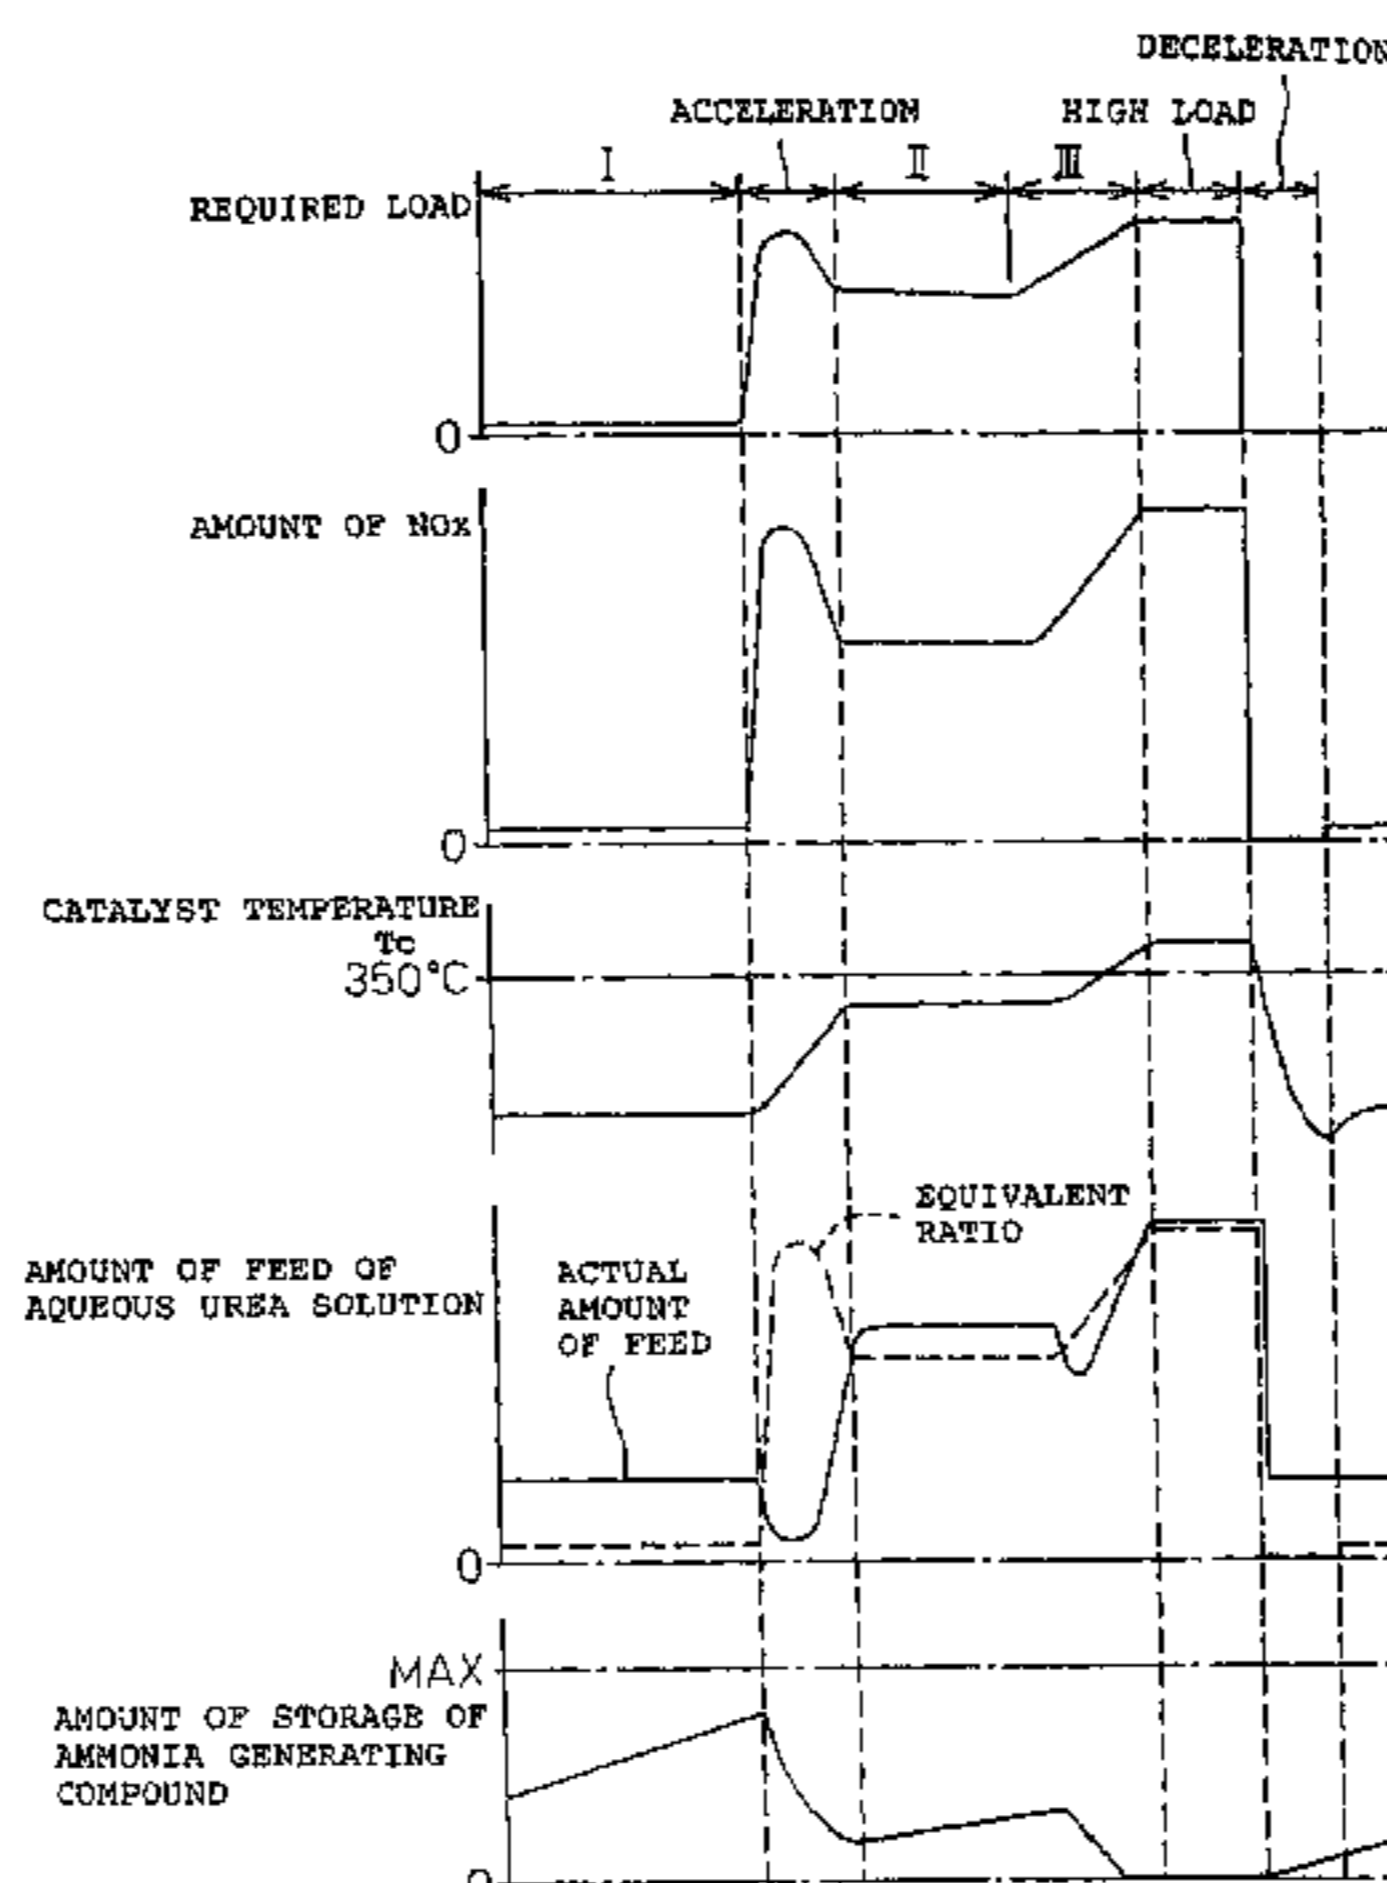 DECELERATION
ACCELERATION
HIGH LOAD
I
II
III
REQUIRED LOAD
0
AMOUNT OF NOx
0
CATALYST TEMPERATURE
Tc
350°C
EQUIVALENT
RATIO
AMOUNT OF FEED OF
AQUEOUS UREA SOLUTION
ACTUAL
AMOUNT
OF FEED
0
MAX
AMOUNT OF STORAGE OF
AMMONIA GENERATING
COMPOUND
0